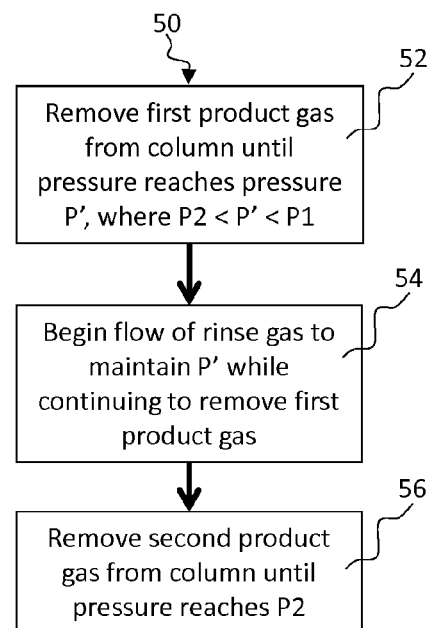 50
52
Remove first product gas
from column until
pressure reaches pressure
P’, where P2 < P’ < P1
54
Begin flow of rinse gas to
maintain P’ while
continuing to remove first
product gas
56
Remove second product
gas from column until
pressure reaches P2